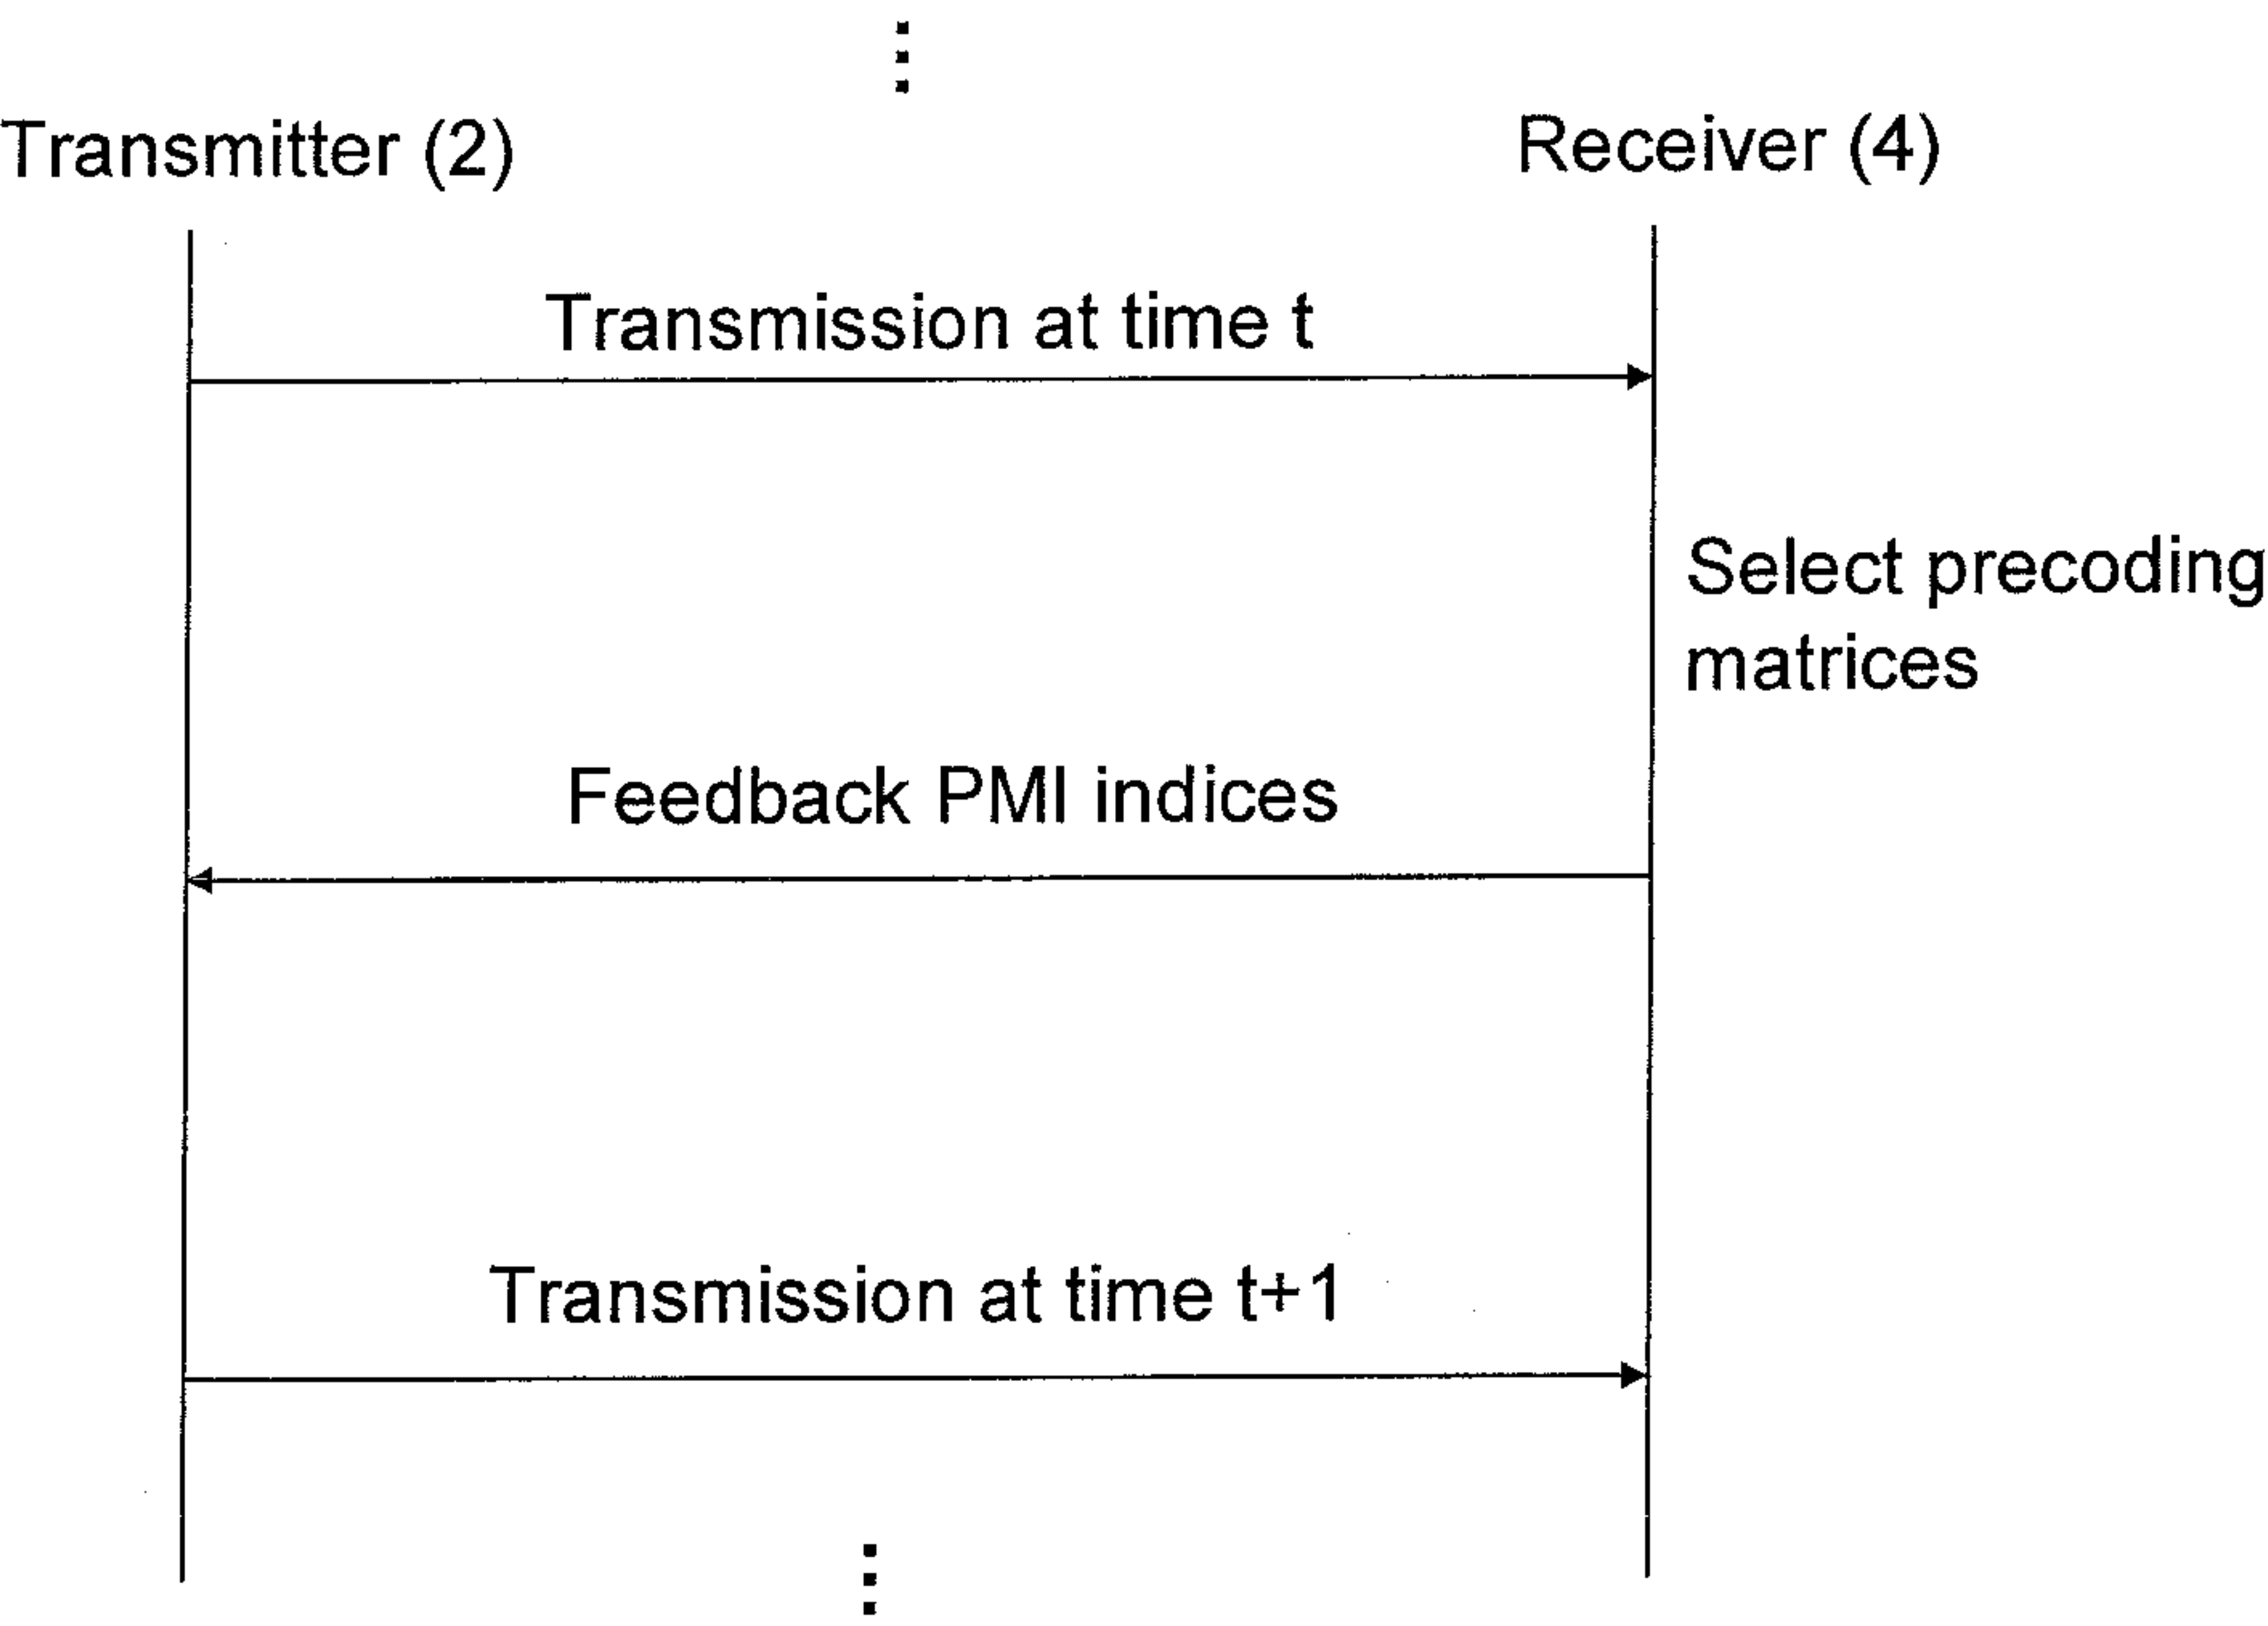 Transmitter (2)
Receiver (4)
Transmission at time t
Select precoding
matrices
Feedback PMI indices
Transmission at time t+1